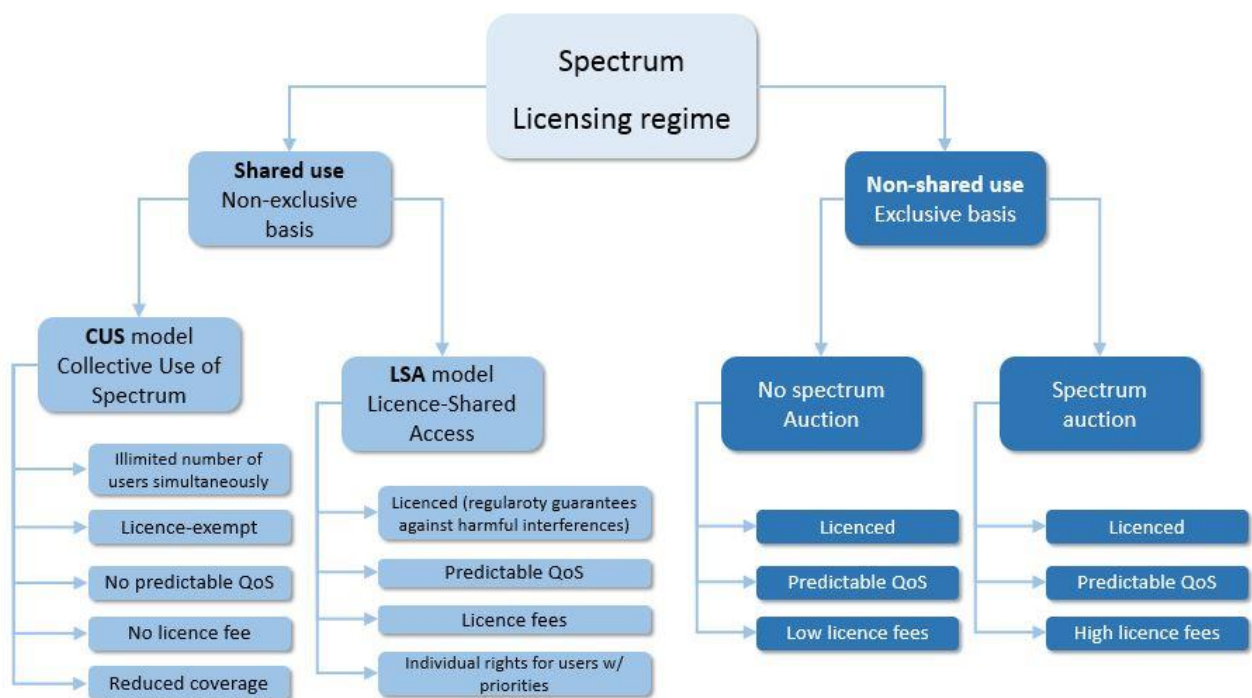 Spectrum
Licensing regime
Shared use
Non-exclusive
basis
Non-shared use
Exclusive basis
CUS model
Collective Use of
Spectrum
LSA model
Licence-Shared
Access
No spectrum
Auction
Spectrum
auction
Illimited number of
users simultaneously
Licence-exempt
No predictable QoS
No licence fee
Reduced coverage
Licenced (regularoty guarantees
against harmful interferences)
Predictable QoS
Licence fees
Individual rights for users w/
priorities
Licenced
Predictable QoS
Low licence fees
Licenced
Predictable QoS
High licence fees